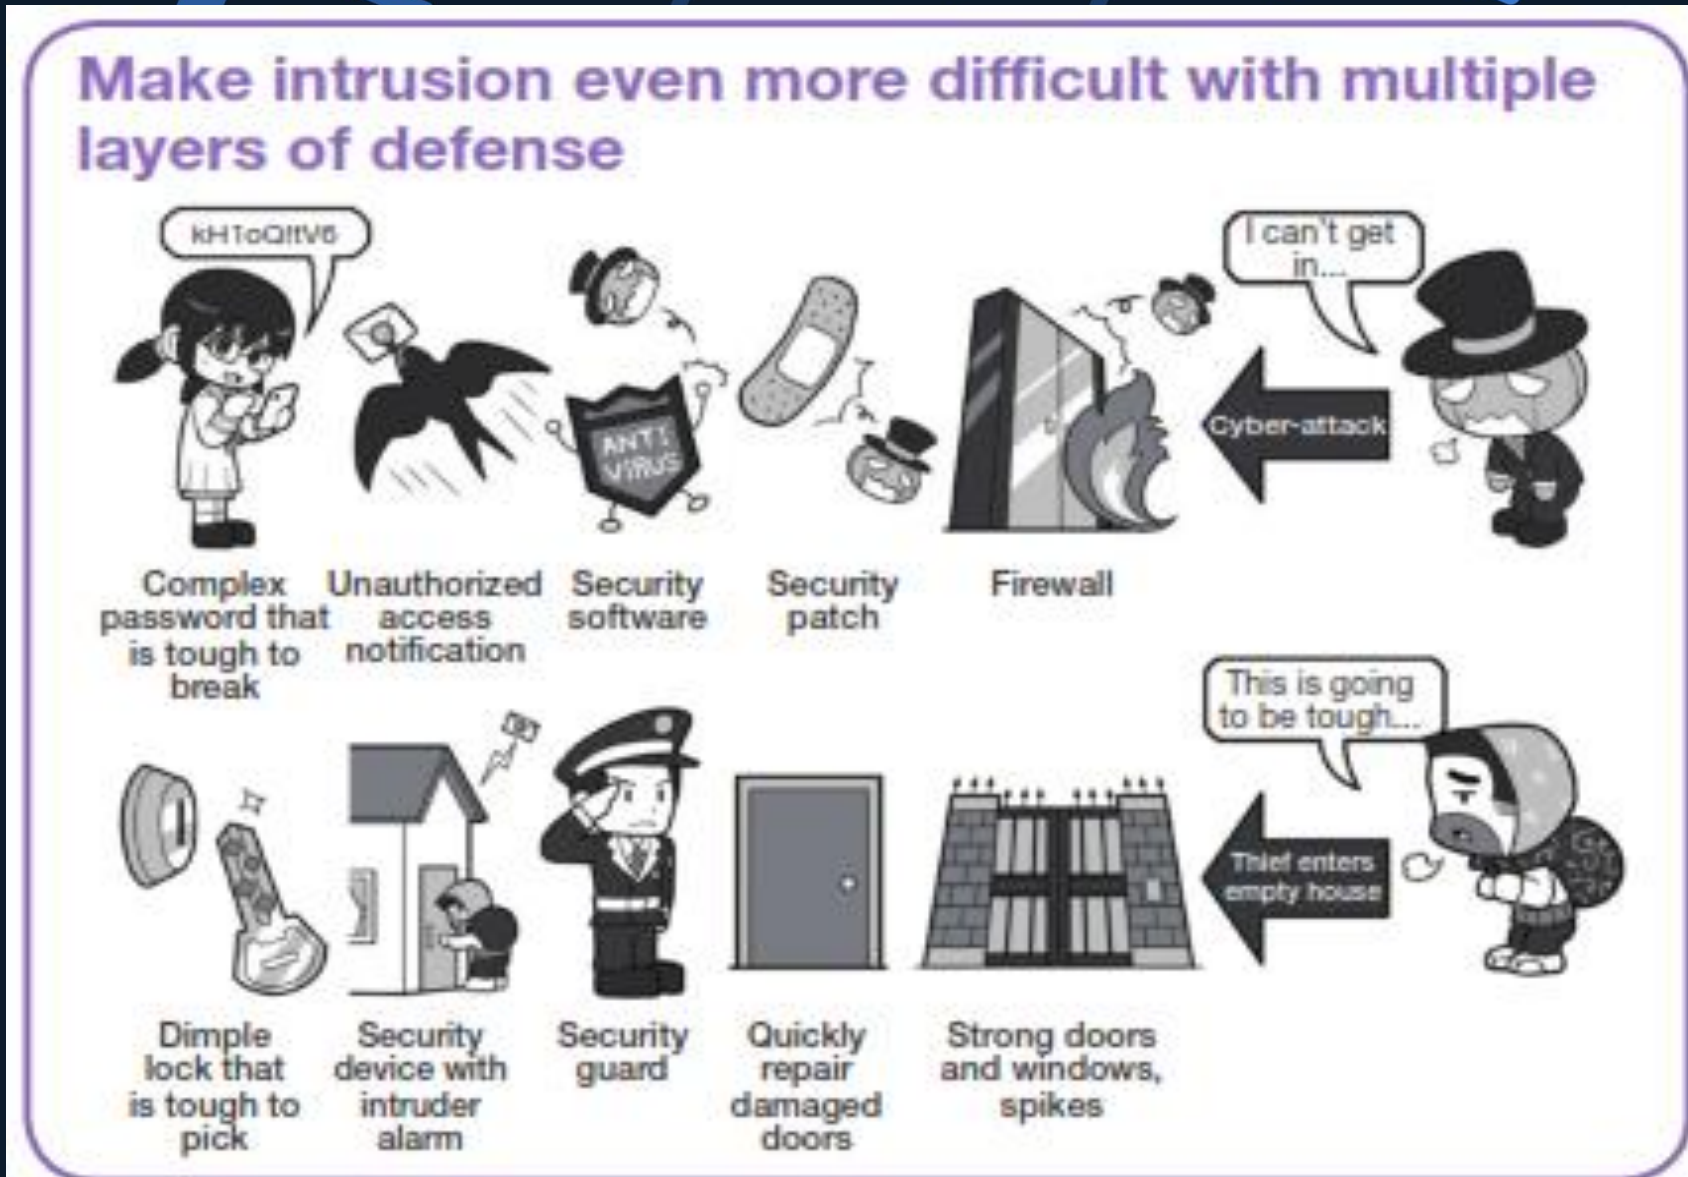 Make intrusion even more difficult with multiple
layers of defense
I can't get
in...
ANTI
VIRUS
Cyber-attack
Complex
password that
is tough to
break
Unauthorized
access
notification
Security
software
Security
patch
Firewall
This is going
to be tough...
Thief enters
empty house
Dimple
lock that
is tough to
pick
Security
device with
intruder
alarm
Security
guard
Quickly
repair
damaged
doors
Strong doors
and windows,
spikes